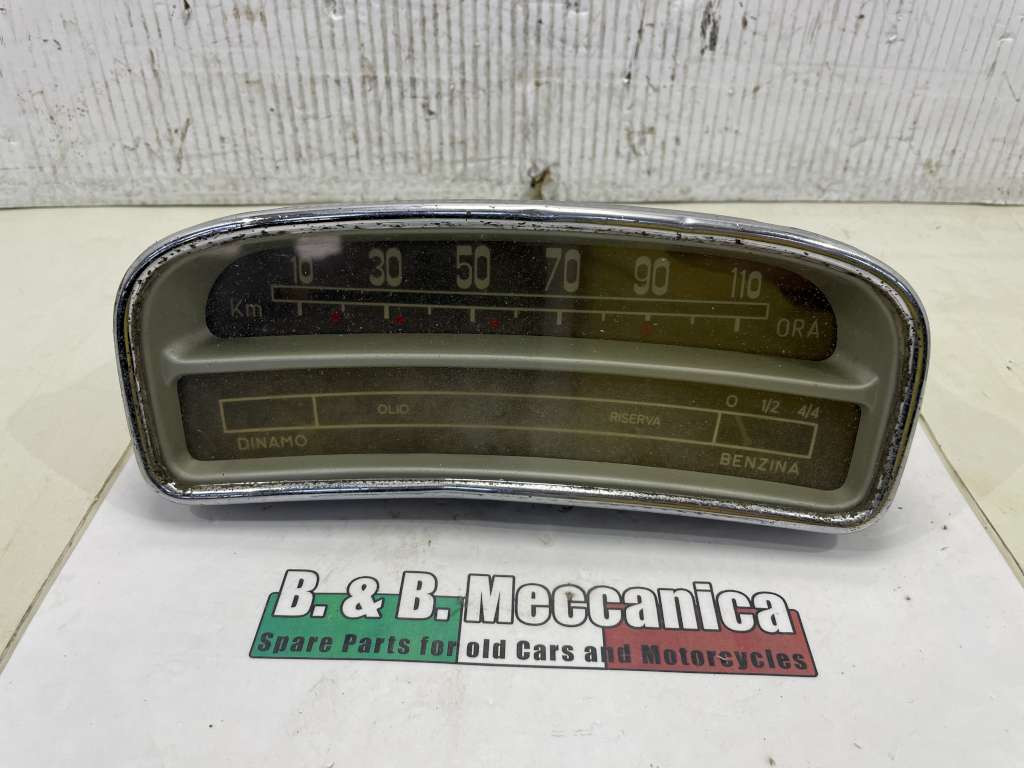 10 30 50 70 90 110
Km ORA
0 1/2 4/4
OLIO RISERVA
DINAMO BENZINA
B. & B. Meccanica
Spare Parts for old Cars and Motorcycles